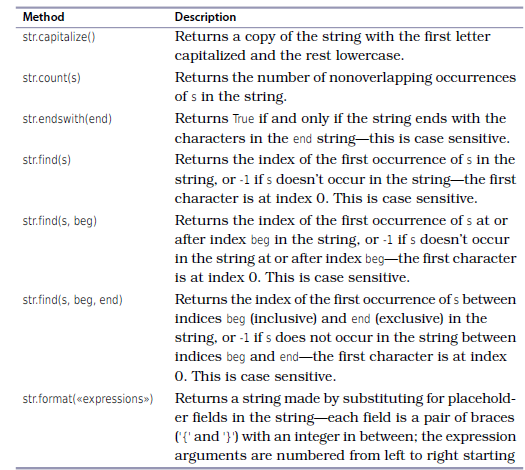 Method Description
str.capitalize() Returns a copy of the string with the first letter
capitalized and the rest lowercase.
str.count(s) Returns the number of nonoverlapping occurrences
of s in the string.
str.endswith(end) Returns True if and only if the string ends with the
characters in the end string—this is case sensitive.
str.find(s) Returns the index of the first occurrence of s in the
string, or -1 if s doesn't occur in the string—the first
character is at index 0. This is case sensitive.
str.find(s, beg) Returns the index of the first occurrence of s at or
after index beg in the string, or -1 if s doesn't occur
in the string at or after index beg—the first character
is at index 0. This is case sensitive.
str.find(s, beg, end) Returns the index of the first occurrence of s between
indices beg (inclusive) and end (exclusive) in the
string, or -1 if s does not occur in the string between
indices beg and end—the first character is at index
0. This is case sensitive.
str.format(«expressions») Returns a string made by substituting for placehold-
er fields in the string—each field is a pair of braces
('{' and '}') with an integer in between; the expression
arguments are numbered from left to right starting